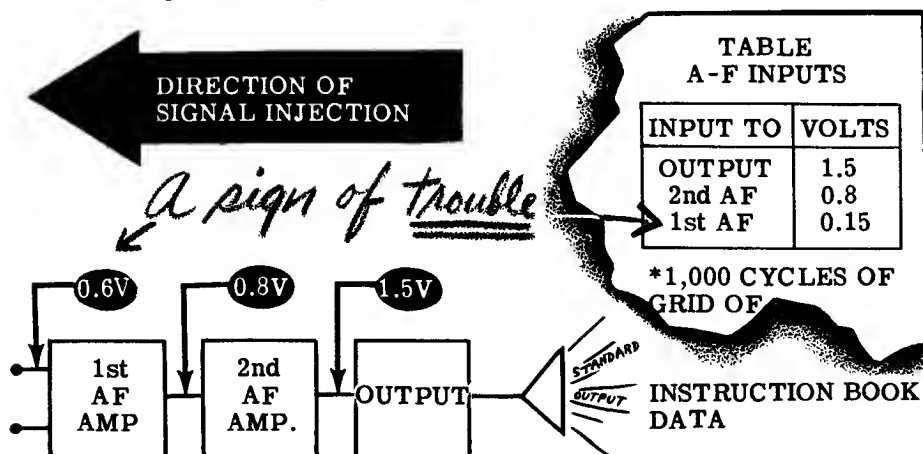 DIRECTION OF
SIGNAL INJECTION
A sign of trouble
TABLE
A-F INPUTS
INPUT TO VOLTS
OUTPUT 1.5
2nd AF 0.8
1st AF 0.15
*1,000 CYCLES OF
GRID OF
0.6V 0.8V 1.5V
1st
AF
AMP
2nd
AF
AMP.
OUTPUT
STANDARD
OUTPUT
INSTRUCTION BOOK
DATA